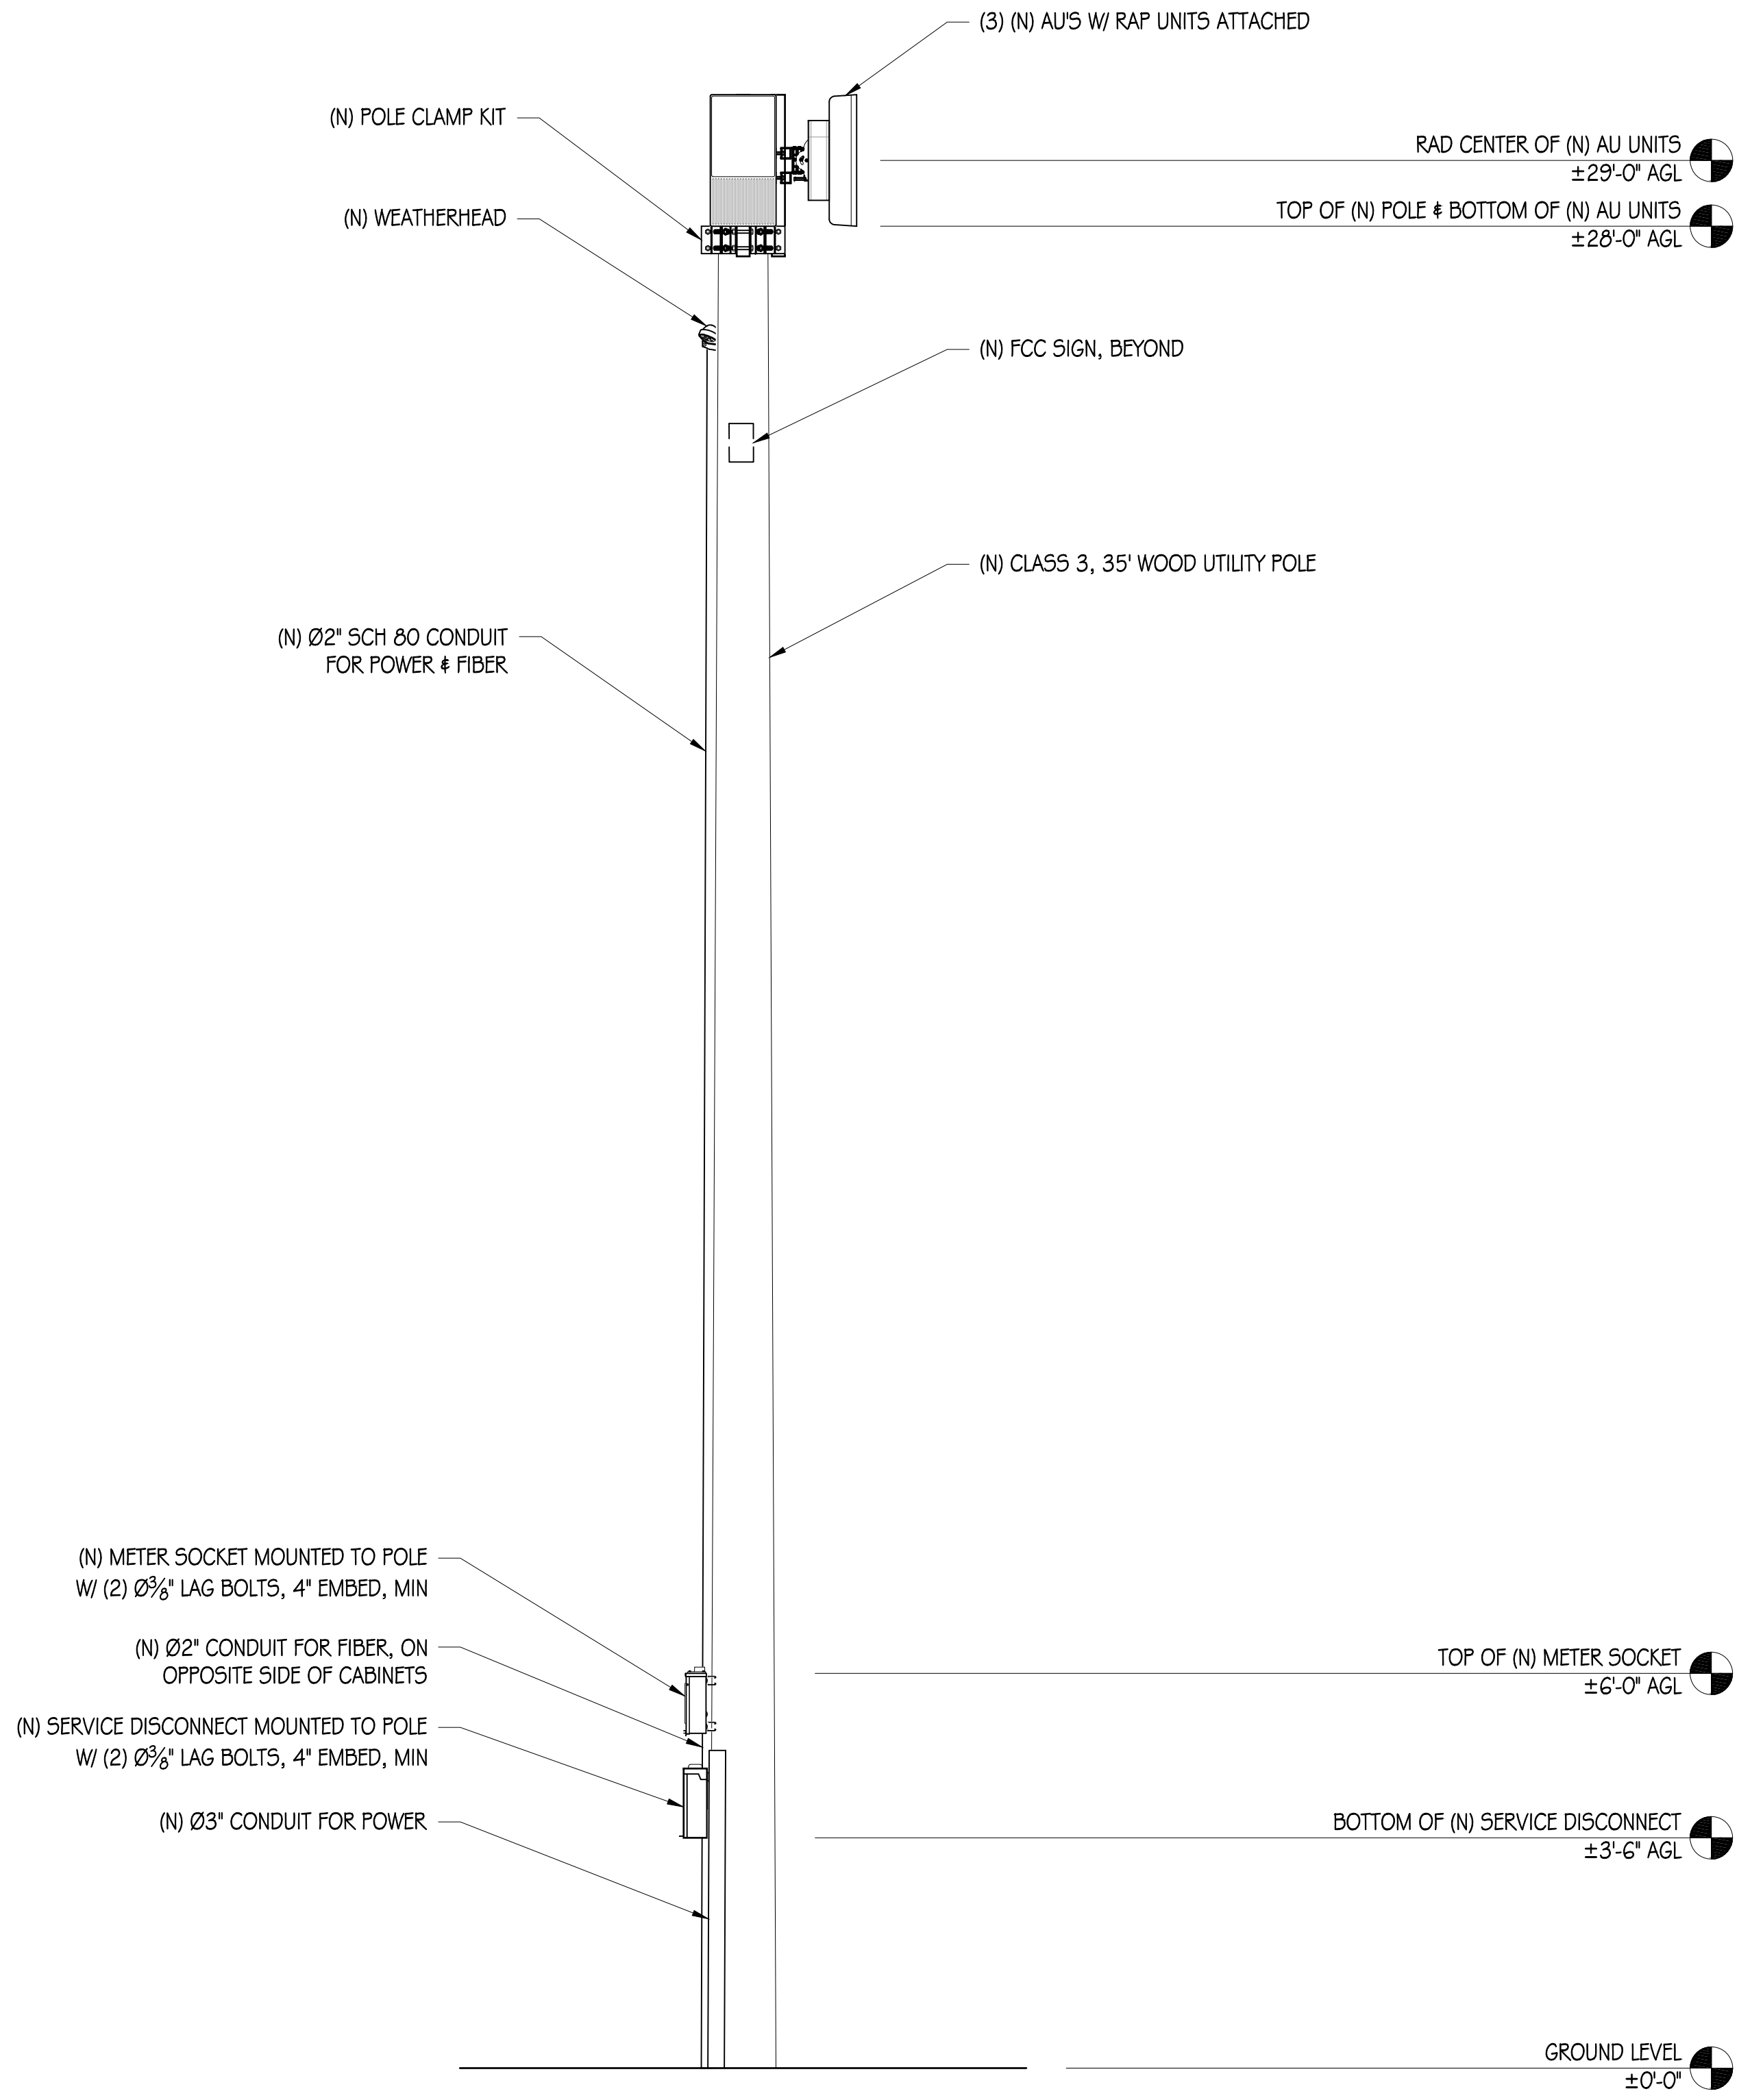 (3) (N) AU'S W/ RAP UNITS ATTACHED
(N) POLE CLAMP KIT
RAD CENTER OF (N) AU UNITS
±29'-0" AGL
TOP OF (N) POLE & BOTTOM OF (N) AU UNITS
±28'-0" AGL
(N) WEATHERHEAD
(N) FCC SIGN, BEYOND
(N) CLASS 3, 35' WOOD UTILITY POLE
(N) Ø2" SCH 80 CONDUIT
FOR POWER & FIBER
(N) METER SOCKET MOUNTED TO POLE
W/ (2) Ø⅜" LAG BOLTS, 4" EMBED, MIN
(N) Ø2" CONDUIT FOR FIBER, ON
OPPOSITE SIDE OF CABINETS
TOP OF (N) METER SOCKET
±6'-0" AGL
(N) SERVICE DISCONNECT MOUNTED TO POLE
W/ (2) Ø⅜" LAG BOLTS, 4" EMBED, MIN
(N) Ø3" CONDUIT FOR POWER
BOTTOM OF (N) SERVICE DISCONNECT
±3'-6" AGL
GROUND LEVEL
±0'-0"